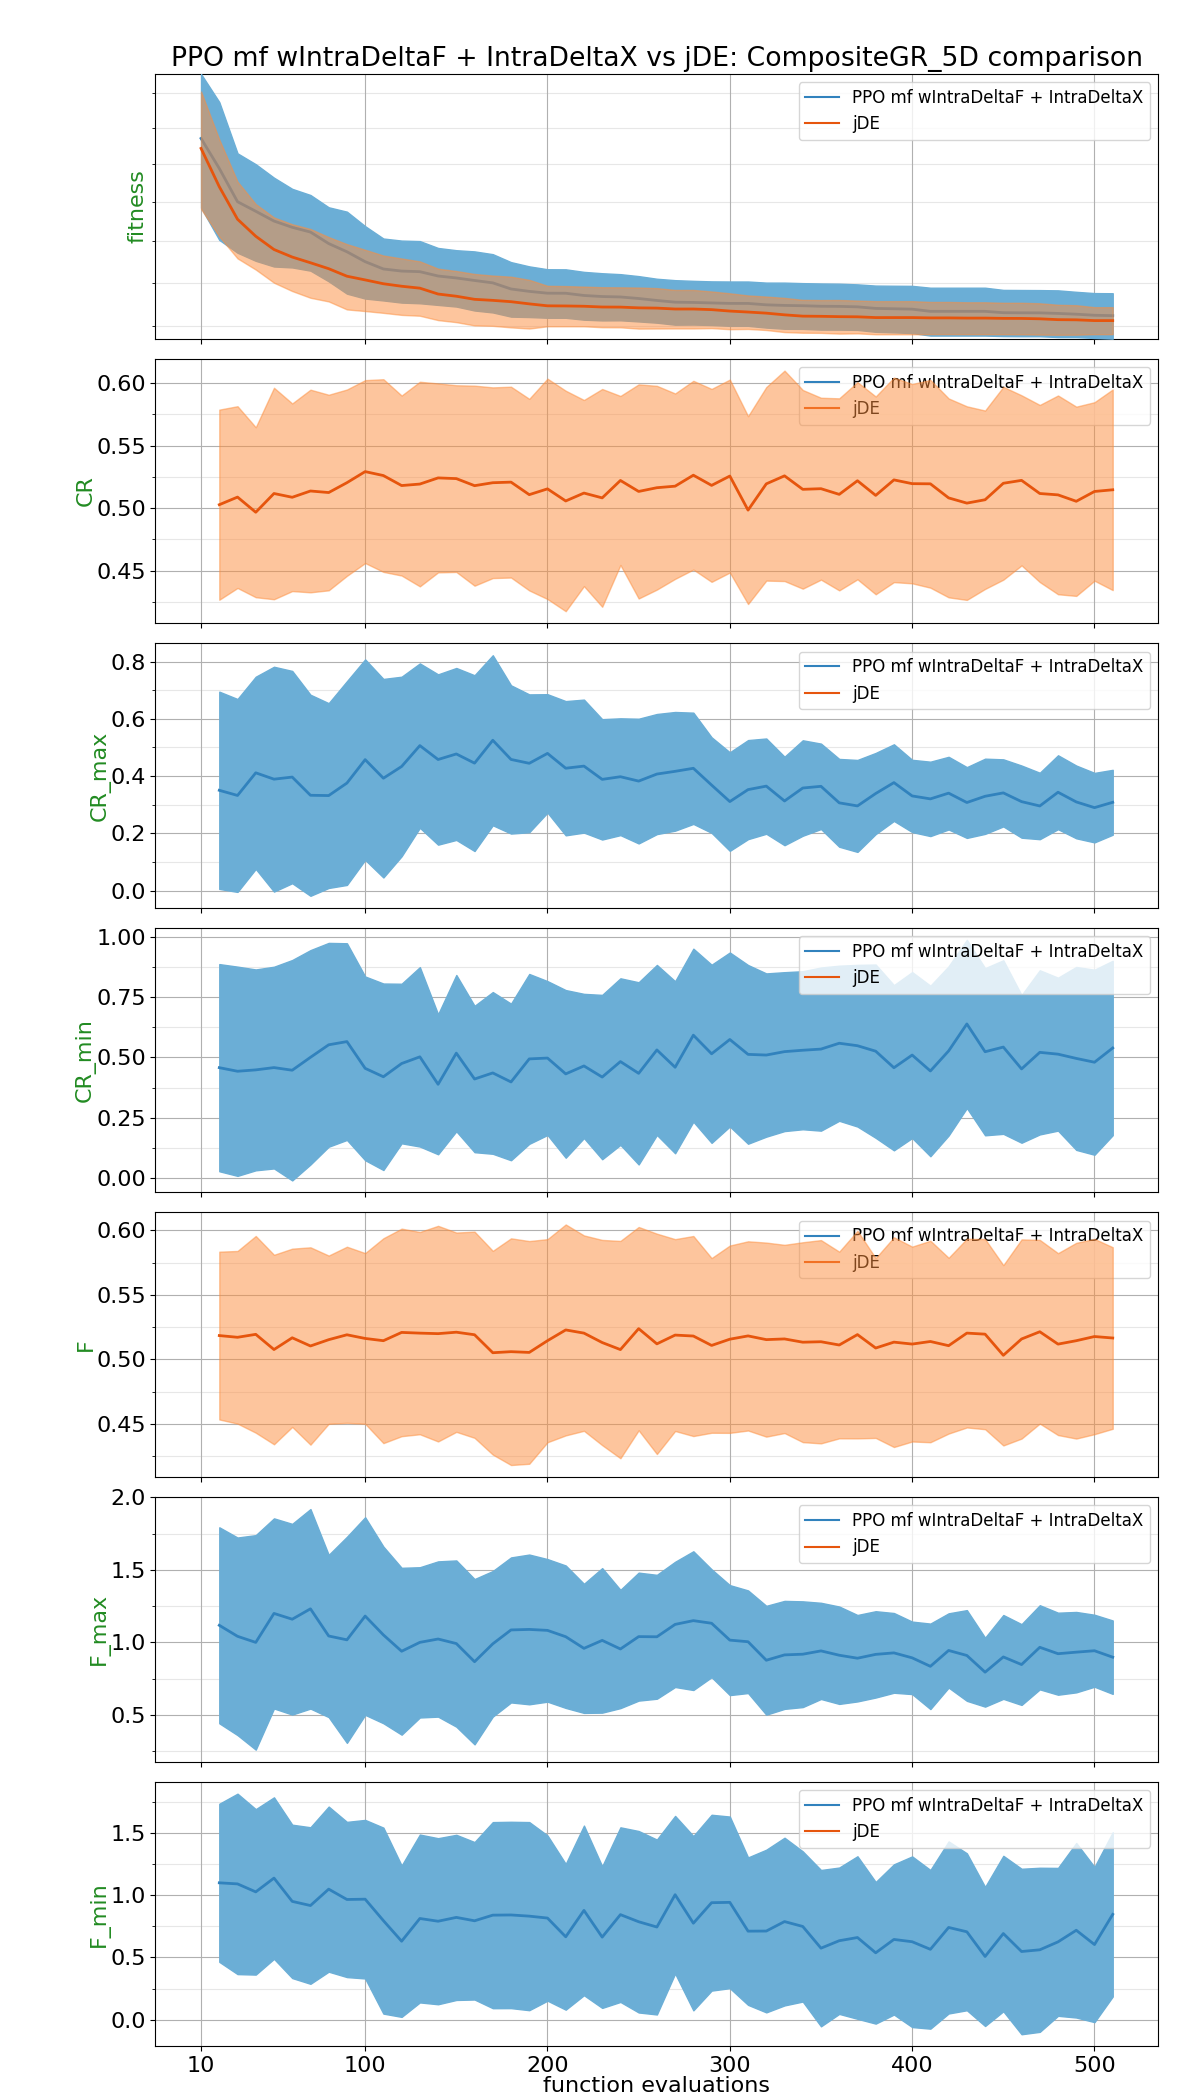 PPO mf wIntraDeltaF + IntraDeltaX vs jDE: CompositeGR_5D comparison
fitness
PPO mf wIntraDeltaF + IntraDeltaX
jDE
CR
0.60
0.55
0.50
0.45
PPO mf wIntraDeltaF + IntraDeltaX
jDE
CR_max
0.8
0.6
0.4
0.2
0.0
PPO mf wIntraDeltaF + IntraDeltaX
jDE
CR_min
1.00
0.75
0.50
0.25
0.00
PPO mf wIntraDeltaF + IntraDeltaX
jDE
F
0.60
0.55
0.50
0.45
PPO mf wIntraDeltaF + IntraDeltaX
jDE
F_max
2.0
1.5
1.0
0.5
PPO mf wIntraDeltaF + IntraDeltaX
jDE
F_min
1.5
1.0
0.5
0.0
PPO mf wIntraDeltaF + IntraDeltaX
jDE
10 100 200 300 400 500
function evaluations